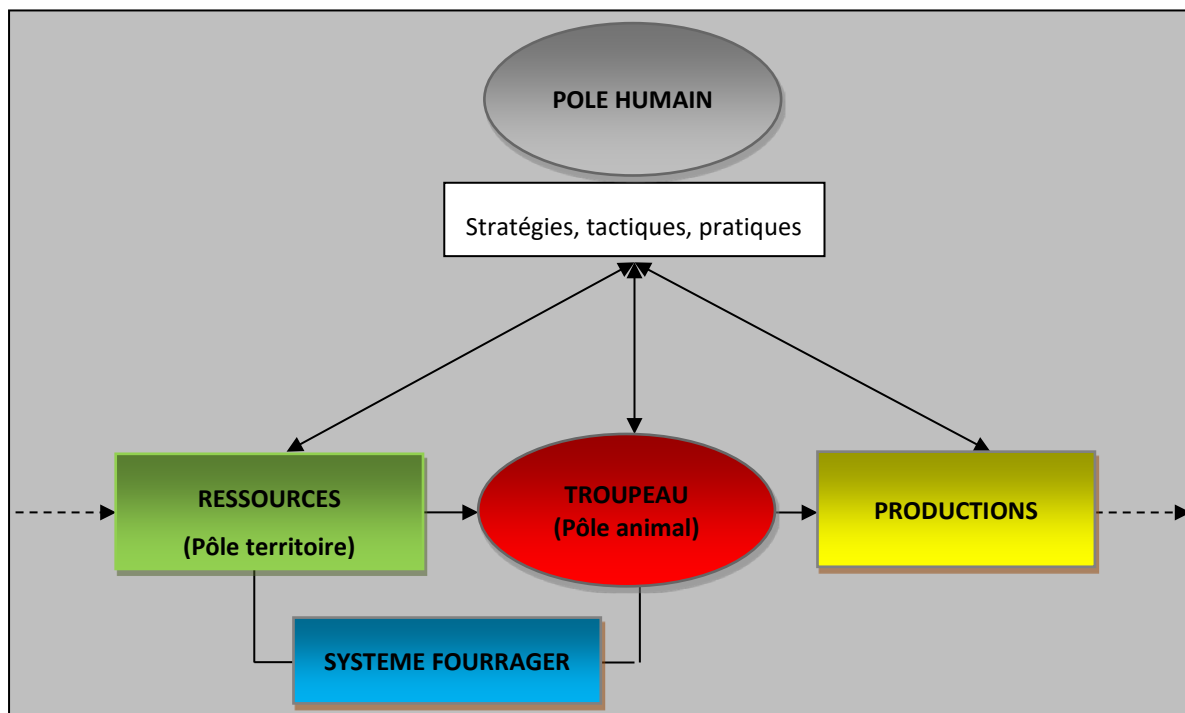 POLE HUMAIN
Stratégies, tactiques, pratiques
RESSOURCES
(Pôle territoire)
TROUPEAU
(Pôle animal)
PRODUCTIONS
SYSTEME FOURRAGER